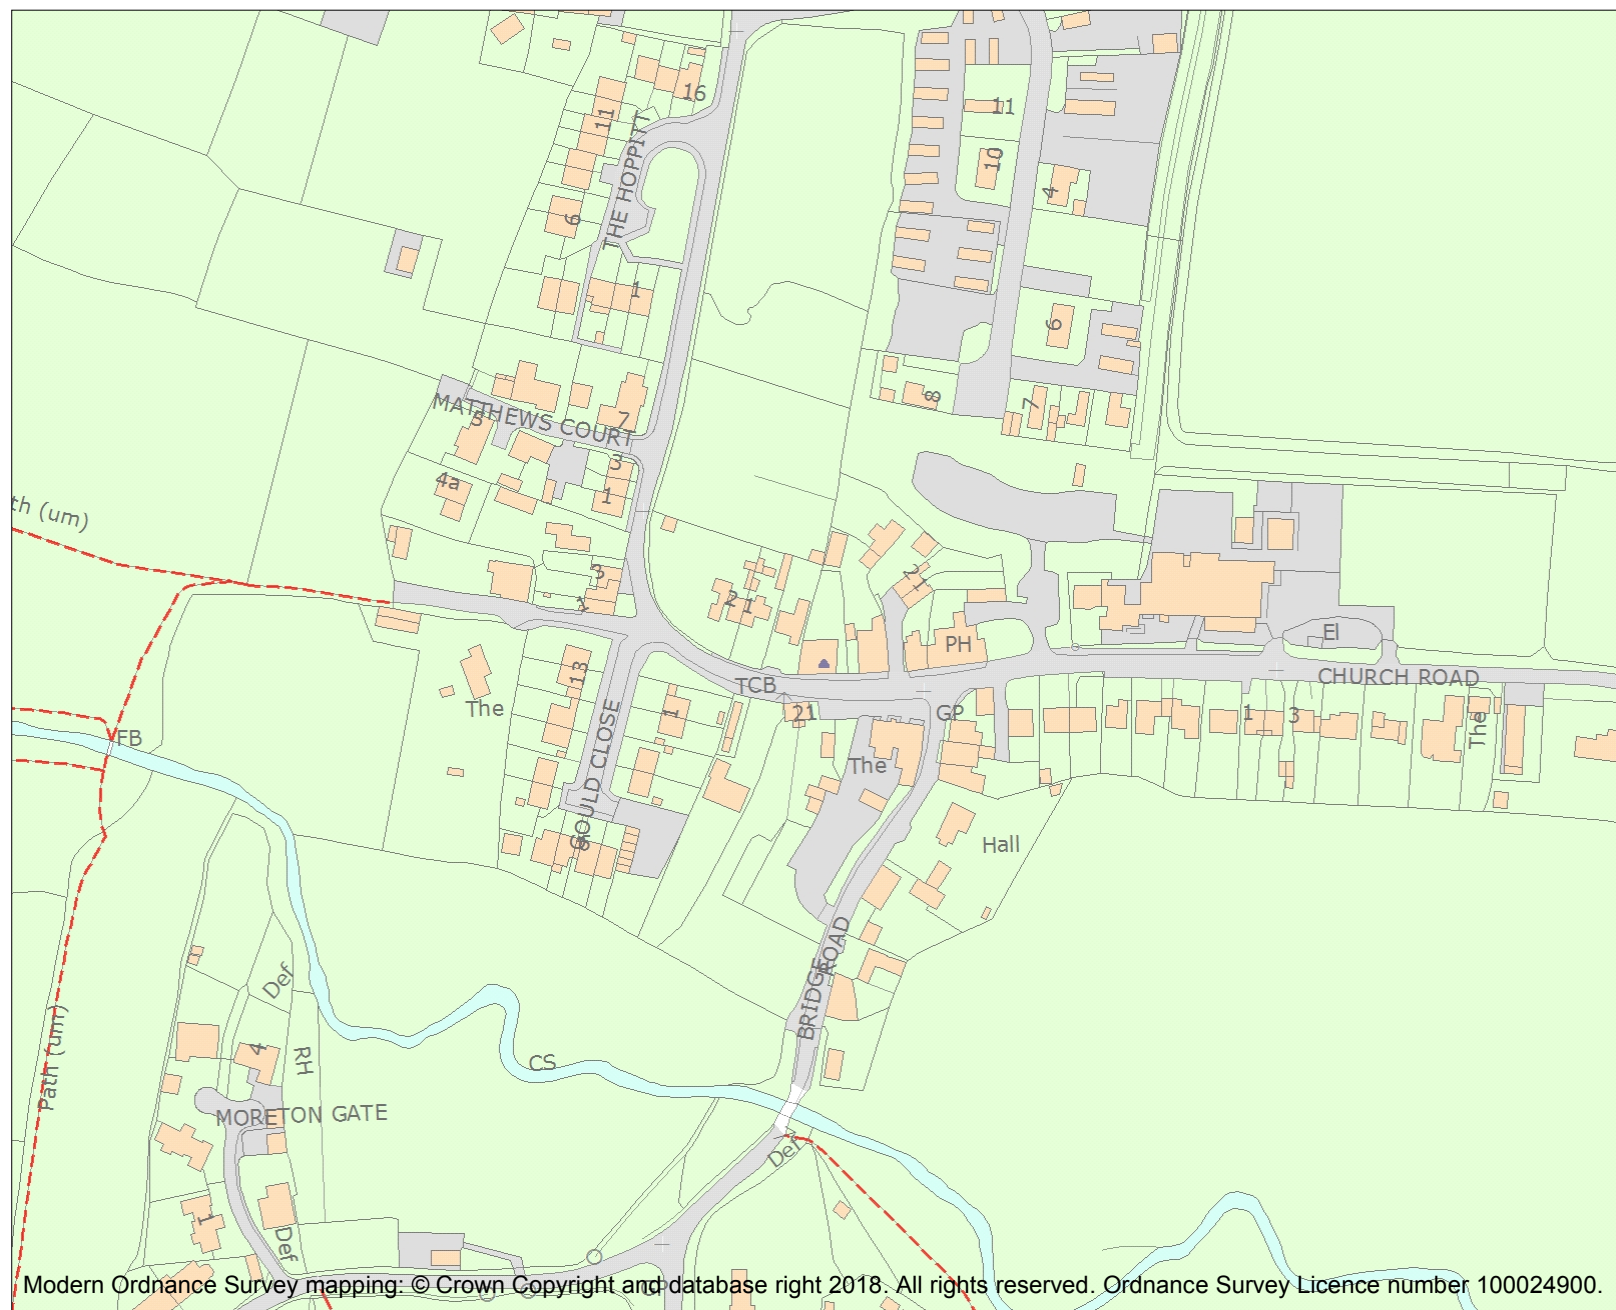 16
11
THE HOPPITT
11
10
4
6
1
6
MATTHEWS COURT
5
7
8
7
3
4a
1
th (um)
3
1
21
21
PH
El
CHURCH ROAD
13
The
TCB
1
21
GP
1
3
The
FB
GOULD CLOSE
The
9
Hall
BRIDGE ROAD
Def
Path (um)
4
RH
CS
MORETON GATE
Def
1
Def
GP
Modern Ordnance Survey mapping: © Crown Copyright and database right 2018. All rights reserved. Ordnance Survey Licence number 100024900.